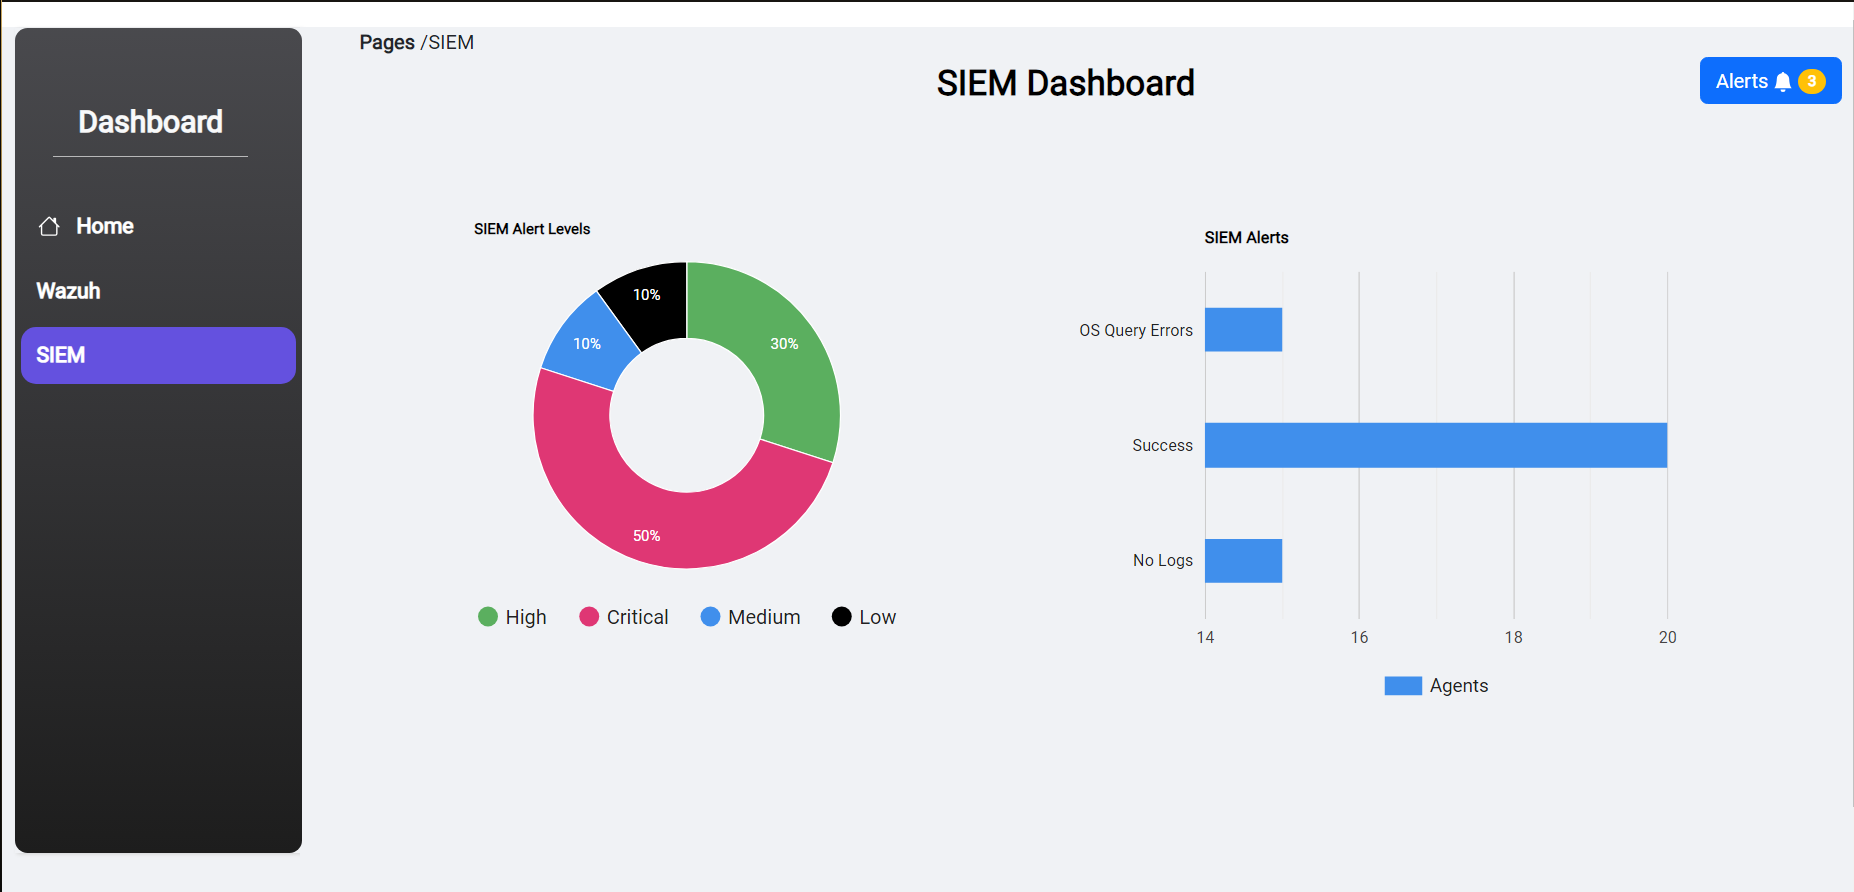 Pages /SIEM
SIEM Dashboard
Alerts 3
Dashboard
Home
Wazuh
SIEM
SIEM Alert Levels
10%
30%
10%
50%
High Critical Medium Low
SIEM Alerts
OS Query Errors
Success
No Logs
14 16 18 20
Agents